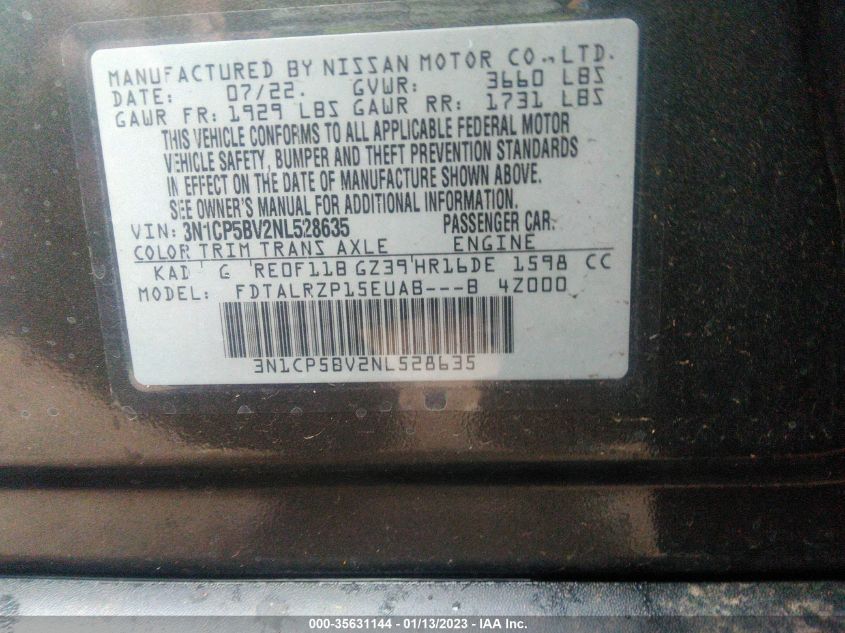 MANUFACTURED BY NISSAN MOTOR CO., LTD.
DATE: 07/22. GVWR: 3660 LBS
GAWR FR: 1929 LBS GAWR RR: 1731 LBS
THIS VEHICLE CONFORMS TO ALL APPLICABLE FEDERAL MOTOR
VEHICLE SAFETY, BUMPER AND THEFT PREVENTION STANDARDS
IN EFFECT ON THE DATE OF MANUFACTURE SHOWN ABOVE.
SEE OWNER'S MANUAL FOR ADDITIONAL INFORMATION.
VIN: 3N1CP5BV2NL528635 PASSENGER CAR
COLOR TRIM TRANS AXLE ENGINE
KAD G RE0F11B GZ39 HR16DE 1598 CC
MODEL: FDTALRZP15EUAB---B 4Z000
3N1CP5BV2NL528635
000-35631144 - 01/13/2023 - IAA Inc.